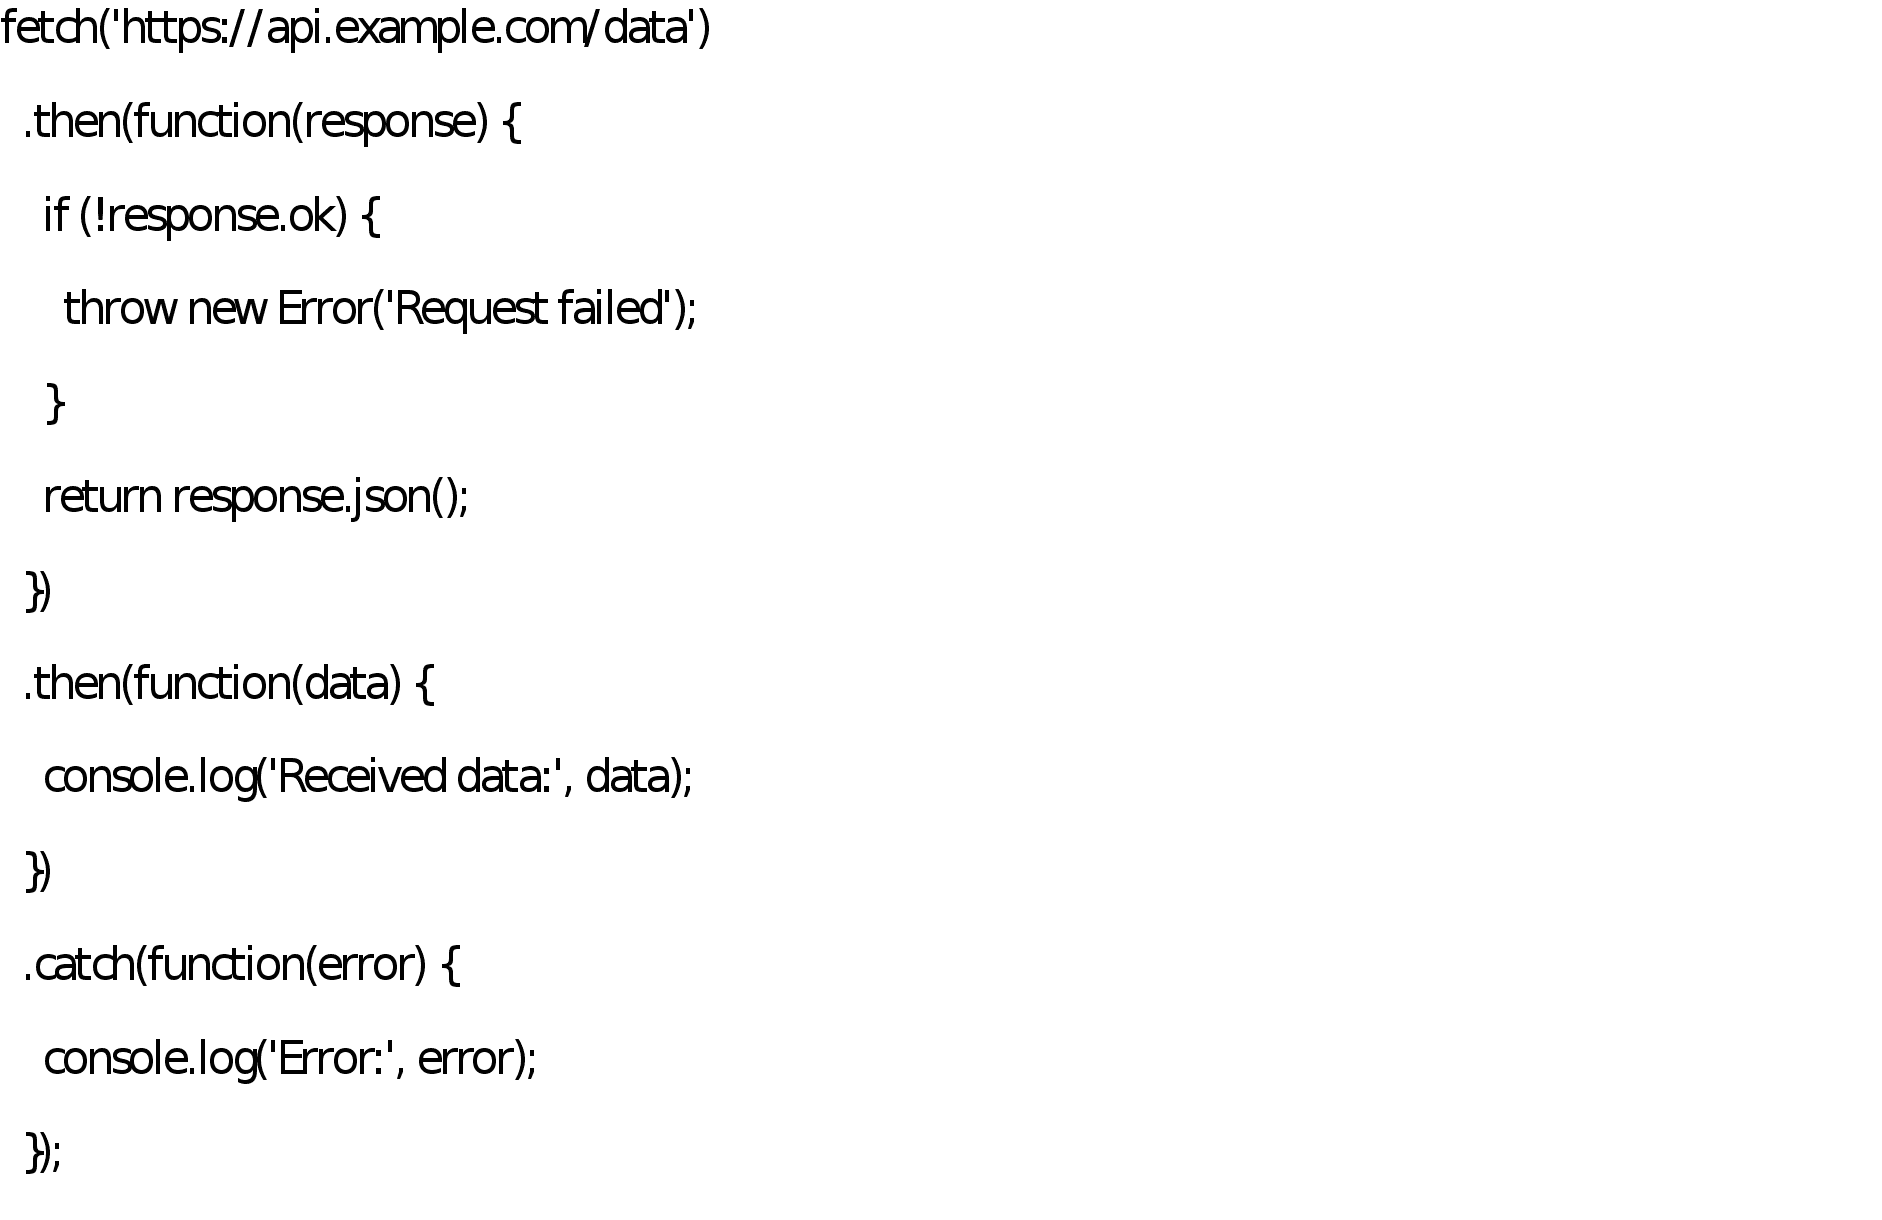 fetch('https://api.example.com/data')
  .then(function(response) {
    if (!response.ok) {
      throw new Error('Request failed');
    }
    return response.json();
  })
  .then(function(data) {
    console.log('Received data:', data);
  })
  .catch(function(error) {
    console.log('Error:', error);
  });